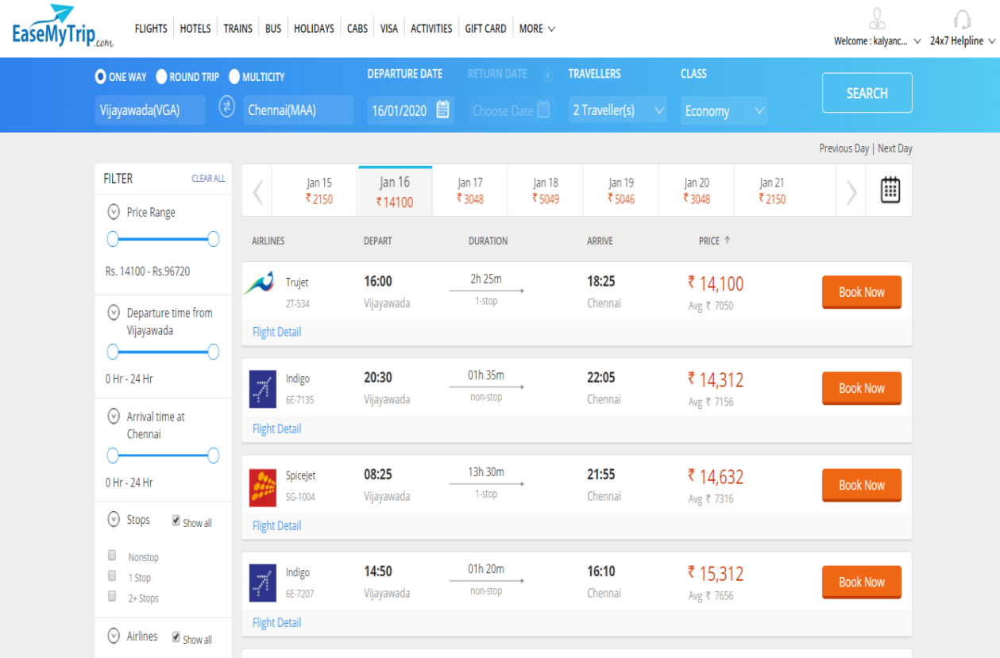 EaseMyTrip.com
FLIGHTS HOTELS TRAINS BUS HOLIDAYS CABS VISA ACTIVITIES GIFT CARD MORE
Welcome : kalyanc... 24x7 Helpline
ONE WAY ROUND TRIP MULTICITY DEPARTURE DATE RETURN DATE X TRAVELLERS CLASS
Vijayawada(VGA) Chennai(MAA) 16/01/2020 Choose Date 2 Traveller(s) Economy SEARCH
Previous Day | Next Day
FILTER CLEAR ALL
Price Range
Rs. 14100 - Rs.96720
Departure time from
Vijayawada
0 Hr - 24 Hr
Arrival time at
Chennai
0 Hr - 24 Hr
Stops Show all
Nonstop
1 Stop
2+ Stops
Airlines Show all
Jan 15 Jan 16 Jan 17 Jan 18 Jan 19 Jan 20 Jan 21
₹ 2150 ₹ 14100 ₹ 3048 ₹ 5049 ₹ 5046 ₹ 3048 ₹ 2150
AIRLINES DEPART DURATION ARRIVE PRICE ↑
Trujet 16:00 2h 25m 18:25 ₹ 14,100 Book Now
2T-534 Vijayawada 1-stop Chennai Avg ₹ 7050
Flight Detail
Indigo 20:30 01h 35m 22:05 ₹ 14,312 Book Now
6E-7135 Vijayawada non-stop Chennai Avg ₹ 7156
Flight Detail
SpiceJet 08:25 13h 30m 21:55 ₹ 14,632 Book Now
SG-1004 Vijayawada 1-stop Chennai Avg ₹ 7316
Flight Detail
Indigo 14:50 01h 20m 16:10 ₹ 15,312 Book Now
6E-7207 Vijayawada non-stop Chennai Avg ₹ 7656
Flight Detail